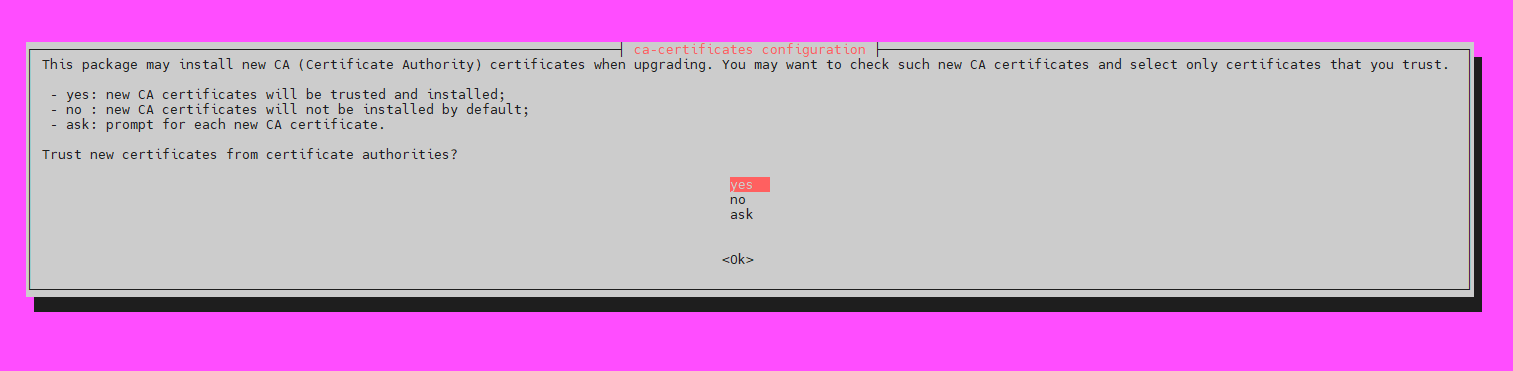 ca-certificates configuration
This package may install new CA (Certificate Authority) certificates when upgrading. You may want to check such new CA certificates and select only certificates that you trust.
- yes: new CA certificates will be trusted and installed;
- no : new CA certificates will not be installed by default;
- ask: prompt for each new CA certificate.
Trust new certificates from certificate authorities?
yes
no
ask
<Ok>